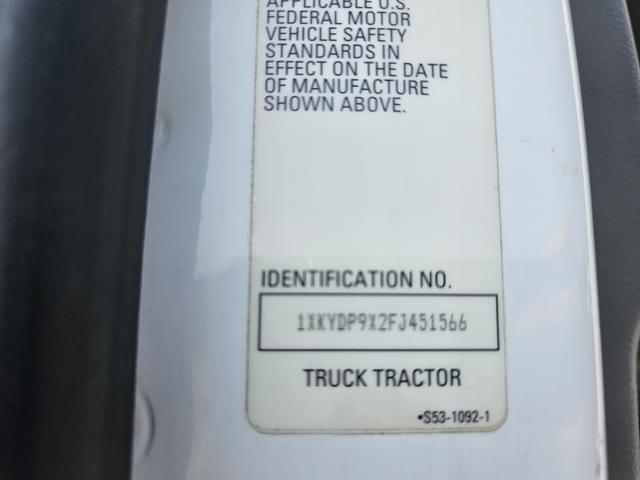 APPLICABLE U.S.
FEDERAL MOTOR
VEHICLE SAFETY
STANDARDS IN
EFFECT ON THE DATE
OF MANUFACTURE
SHOWN ABOVE.
IDENTIFICATION NO.
1XKYDP9X2FJ451566
TRUCK TRACTOR
•S53-1092-1